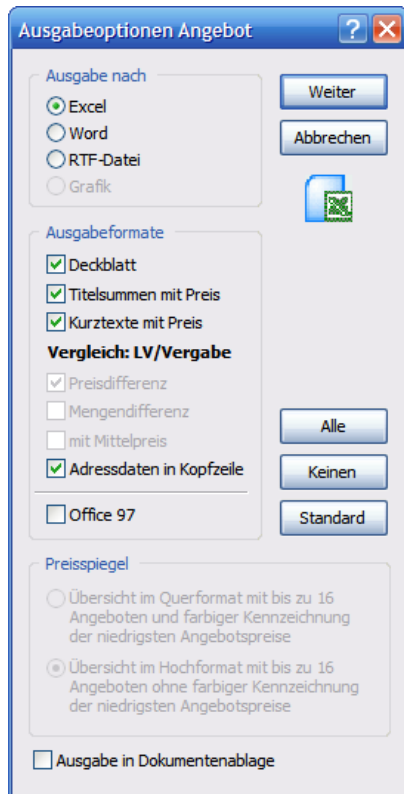 Ausgabeoptionen Angebot
Ausgabe nach
Excel
Word
RTF-Datei
Grafik
Weiter
Abbrechen
Ausgabeformate
Deckblatt
Titelsummen mit Preis
Kurztexte mit Preis
Vergleich: LV/Vergabe
Preisdifferenz
Mengendifferenz
mit Mittelpreis
Adressdaten in Kopfzeile
Office 97
Alle
Keinen
Standard
Preisspiegel
Übersicht im Querformat mit bis zu 16
Angeboten und farbiger Kennzeichnung
der niedrigsten Angebotspreise
Übersicht im Hochformat mit bis zu 16
Angeboten ohne farbiger Kennzeichnung
der niedrigsten Angebotspreise
Ausgabe in Dokumentenablage